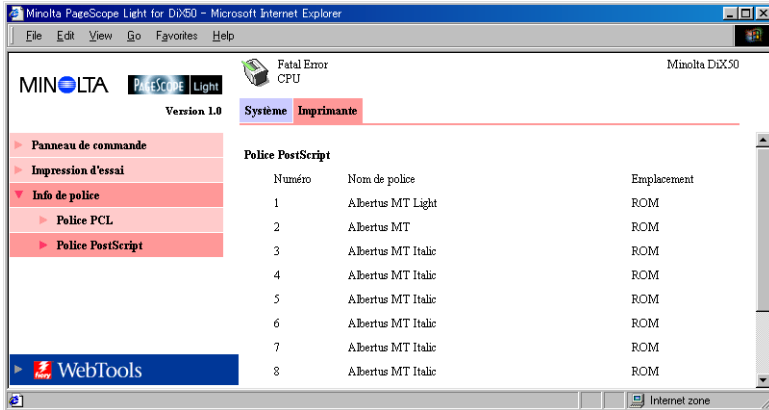 Minolta PageScope Light for DiX50 - Microsoft Internet Explorer
File Edit View Go Favorites Help
MINOLTA PAGESCOPE Light
Version 1.0
Fatal Error
CPU
Minolta DiX50
Système Imprimante
Panneau de commande
Impression d'essai
Info de police
Police PCL
Police PostScript
fiery WebTools
Police PostScript
Numéro Nom de police Emplacement
1 Albertus MT Light ROM
2 Albertus MT ROM
3 Albertus MT Italic ROM
4 Albertus MT Italic ROM
5 Albertus MT Italic ROM
6 Albertus MT Italic ROM
7 Albertus MT Italic ROM
8 Albertus MT Italic ROM
Internet zone